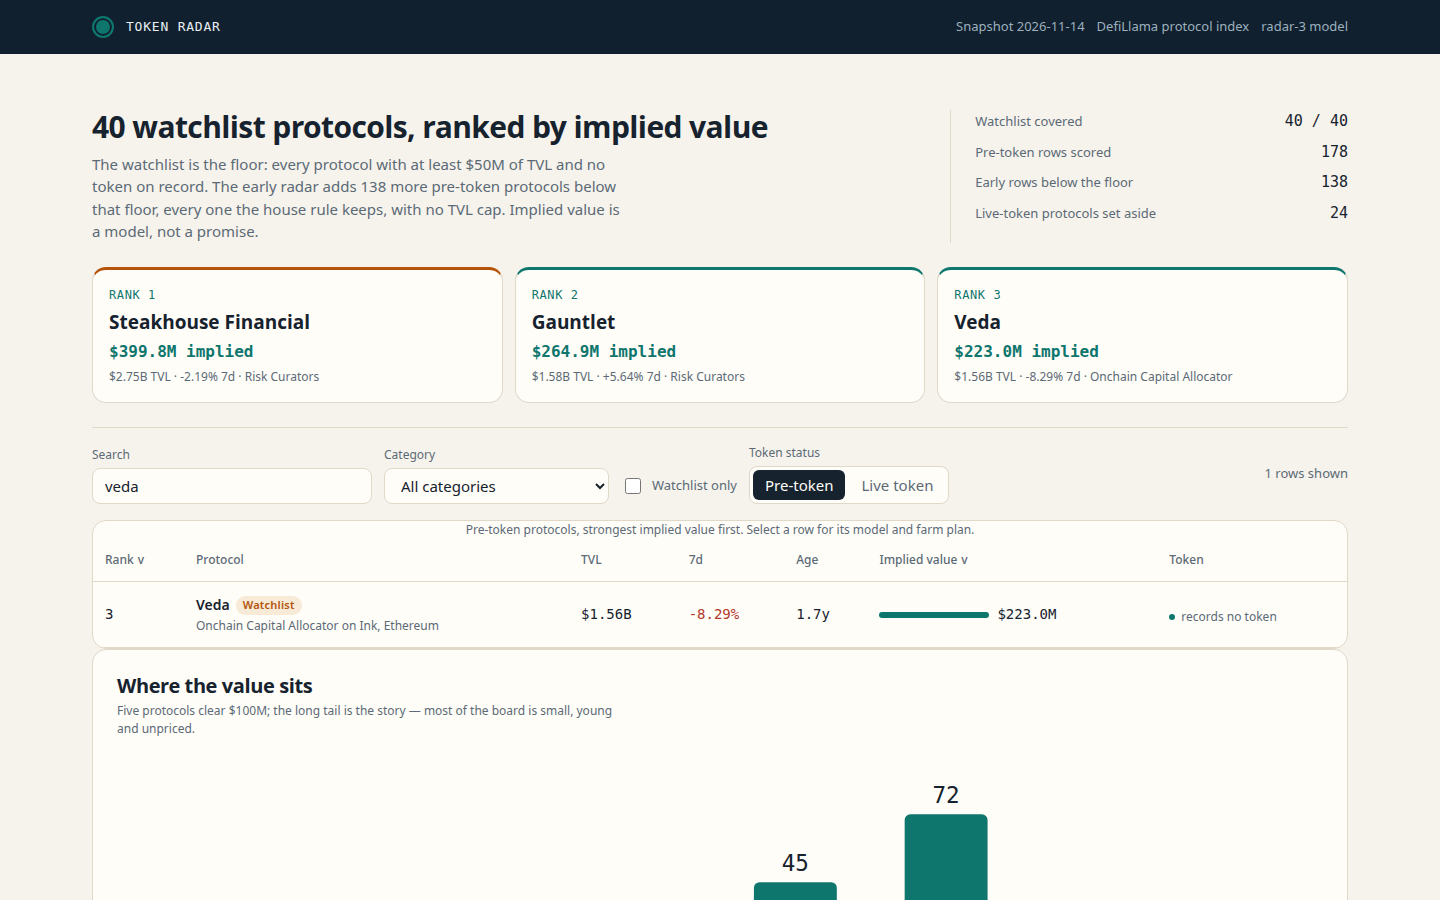 TOKEN RADAR
Snapshot 2026-11-14 DefiLlama protocol index radar-3 model
40 watchlist protocols, ranked by implied value
The watchlist is the floor: every protocol with at least $50M of TVL and no
token on record. The early radar adds 138 more pre-token protocols below
that floor, every one the house rule keeps, with no TVL cap. Implied value is
a model, not a promise.
Watchlist covered 40 / 40
Pre-token rows scored 178
Early rows below the floor 138
Live-token protocols set aside 24
RANK 1
Steakhouse Financial
$399.8M implied
$2.75B TVL · -2.19% 7d · Risk Curators
RANK 2
Gauntlet
$264.9M implied
$1.58B TVL · +5.64% 7d · Risk Curators
RANK 3
Veda
$223.0M implied
$1.56B TVL · -8.29% 7d · Onchain Capital Allocator
Search
veda
Category
All categories
Watchlist only
Token status
Pre-token Live token
1 rows shown
Pre-token protocols, strongest implied value first. Select a row for its model and farm plan.
Rank v Protocol TVL 7d Age Implied value v Token
3 Veda Watchlist $1.56B -8.29% 1.7y $223.0M records no token
Onchain Capital Allocator on Ink, Ethereum
Where the value sits
Five protocols clear $100M; the long tail is the story — most of the board is small, young
and unpriced.
72
45